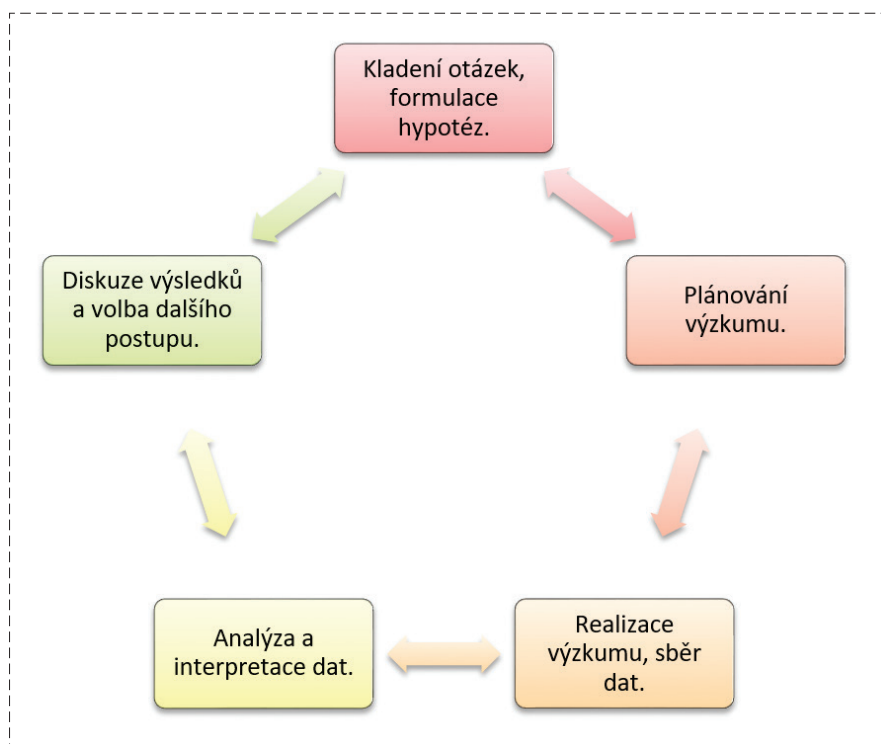 Kladení otázek,
formulace
hypotéz.
Plánování
výzkumu.
Realizace
výzkumu, sběr
dat.
Analýza a
interpretace dat.
Diskuze výsledků
a volba dalšího
postupu.